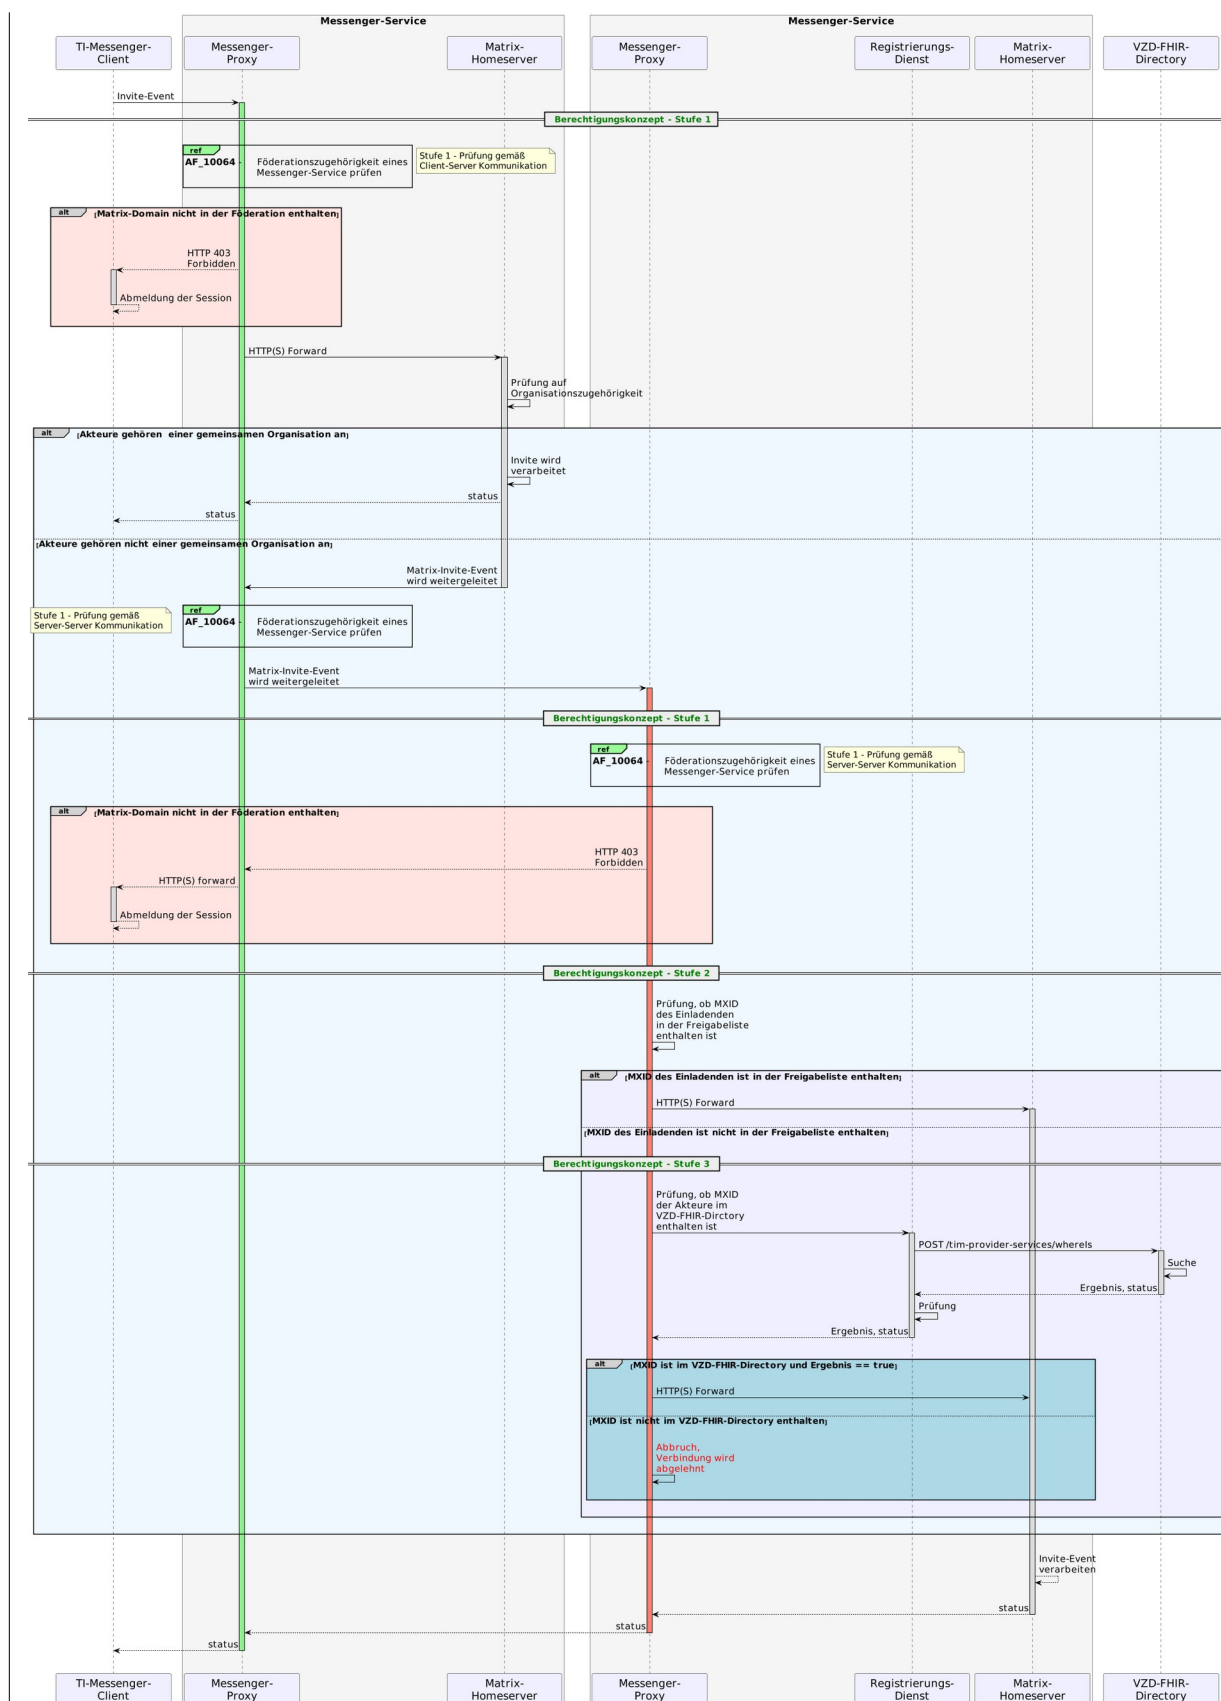 Messenger-Service
Messenger-Service
TI-Messenger-
Client
Messenger-
Proxy
Matrix-
Homeserver
Messenger-
Proxy
Registrierungs-
Dienst
Matrix-
Homeserver
VZD-FHIR-
Directory
Invite-Event
Berechtigungskonzept - Stufe 1
ref
AF_10064 - Föderationszugehörigkeit eines
Messenger-Service prüfen
Stufe 1 - Prüfung gemäß
Client-Server Kommunikation
alt [Matrix-Domain nicht in der Föderation enthalten]
HTTP 403
Forbidden
Abmeldung der Session
HTTP(S) Forward
Prüfung auf
Organisationszugehörigkeit
alt [Akteure gehören  einer gemeinsamen Organisation an]
Invite wird
verarbeitet
status
status
[Akteure gehören nicht einer gemeinsamen Organisation an]
Matrix-Invite-Event
wird weitergeleitet
Stufe 1 - Prüfung gemäß
Server-Server Kommunikation
ref
AF_10064 - Föderationszugehörigkeit eines
Messenger-Service prüfen
Matrix-Invite-Event
wird weitergeleitet
Berechtigungskonzept - Stufe 1
ref
AF_10064 - Föderationszugehörigkeit eines
Messenger-Service prüfen
Stufe 1 - Prüfung gemäß
Server-Server Kommunikation
alt [Matrix-Domain nicht in der Föderation enthalten]
HTTP 403
Forbidden
HTTP(S) forward
Abmeldung der Session
Berechtigungskonzept - Stufe 2
Prüfung, ob MXID
des Einladenden
in der Freigabeliste
enthalten ist
alt [MXID des Einladenden ist in der Freigabeliste enthalten]
HTTP(S) Forward
[MXID des Einladenden ist nicht in der Freigabeliste enthalten]
Berechtigungskonzept - Stufe 3
Prüfung, ob MXID
der Akteure im
VZD-FHIR-Dirctory
enthalten ist
POST /tim-provider-services/whereIs
Suche
Ergebnis, status
Prüfung
Ergebnis, status
alt [MXID ist im VZD-FHIR-Directory und Ergebnis == true]
HTTP(S) Forward
[MXID ist nicht im VZD-FHIR-Directory enthalten]
Abbruch,
Verbindung wird
abgelehnt
Invite-Event
verarbeiten
status
status
status
TI-Messenger-
Client
Messenger-
Proxy
Matrix-
Homeserver
Messenger-
Proxy
Registrierungs-
Dienst
Matrix-
Homeserver
VZD-FHIR-
Directory